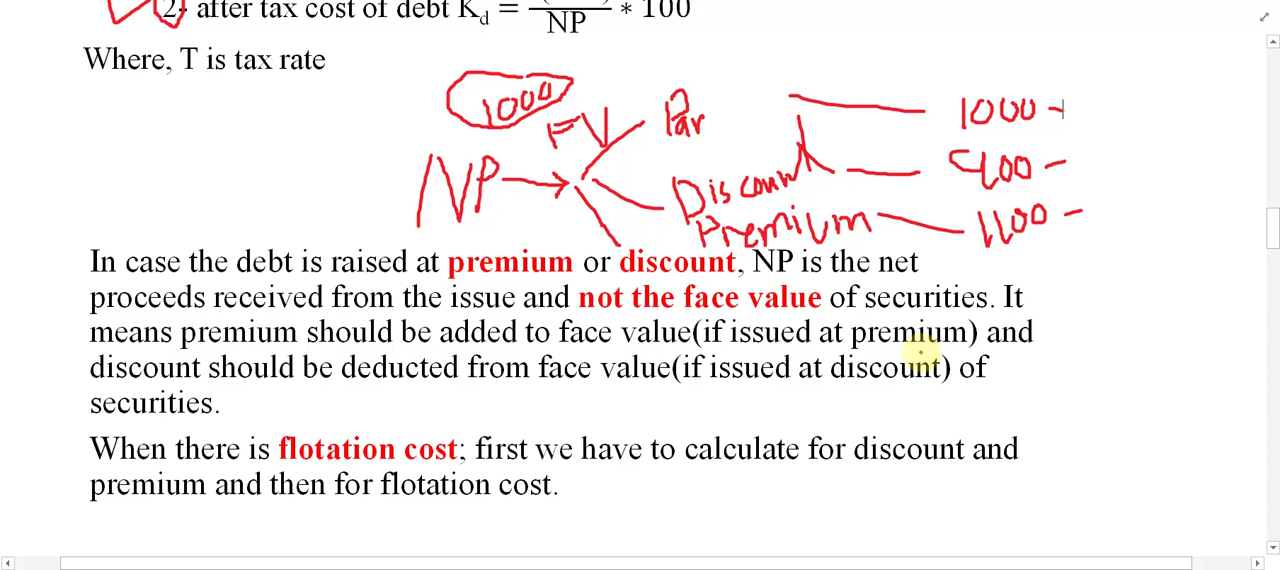 (2) after tax cost of debt K_d = ――― * 100
NP
Where, T is tax rate
1000
FV
Par
1000 -
NP → Discount — 900 -
Premium — 1100 -
In case the debt is raised at premium or discount, NP is the net
proceeds received from the issue and not the face value of securities. It
means premium should be added to face value(if issued at premium) and
discount should be deducted from face value(if issued at discount) of
securities.
When there is flotation cost; first we have to calculate for discount and
premium and then for flotation cost.